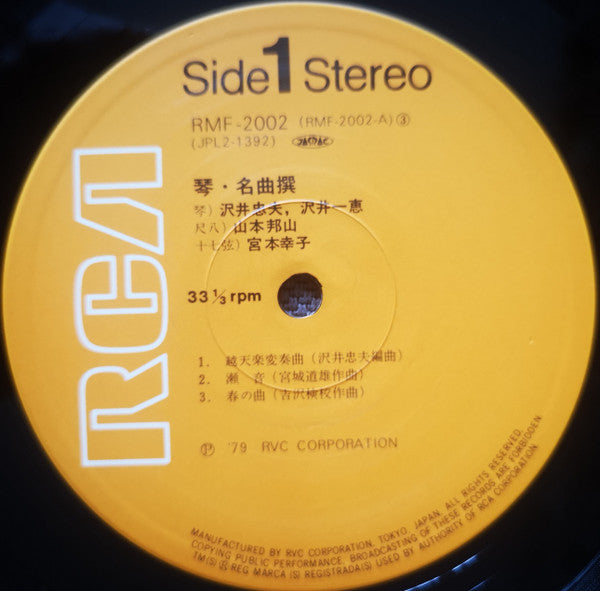 Side 1 Stereo
RMF-2002 (RMF-2002-A) ③
(JPL2-1392) JASRAC
琴・名曲撰
琴) 沢井忠夫, 沢井一恵
尺八) 山本邦山
十七弦) 宮本幸子
33 1/3 rpm
1. 越天楽変奏曲 (沢井忠夫編曲)
2. 瀬 音 (宮城道雄作曲)
3. 春の曲 (吉沢検校作曲)
Ⓟ '79 RVC CORPORATION
RCA
MANUFACTURED BY RVC CORPORATION, TOKYO, JAPAN. ALL RIGHTS RESERVED.
COPYING PUBLIC PERFORMANCE, BROADCASTING OF THESE RECORDS ARE FORBIDDEN.
TM(S) Ⓡ REG MARCA(S) REGISTRADA(S) USED BY AUTHORITY OF RCA CORPORATION.